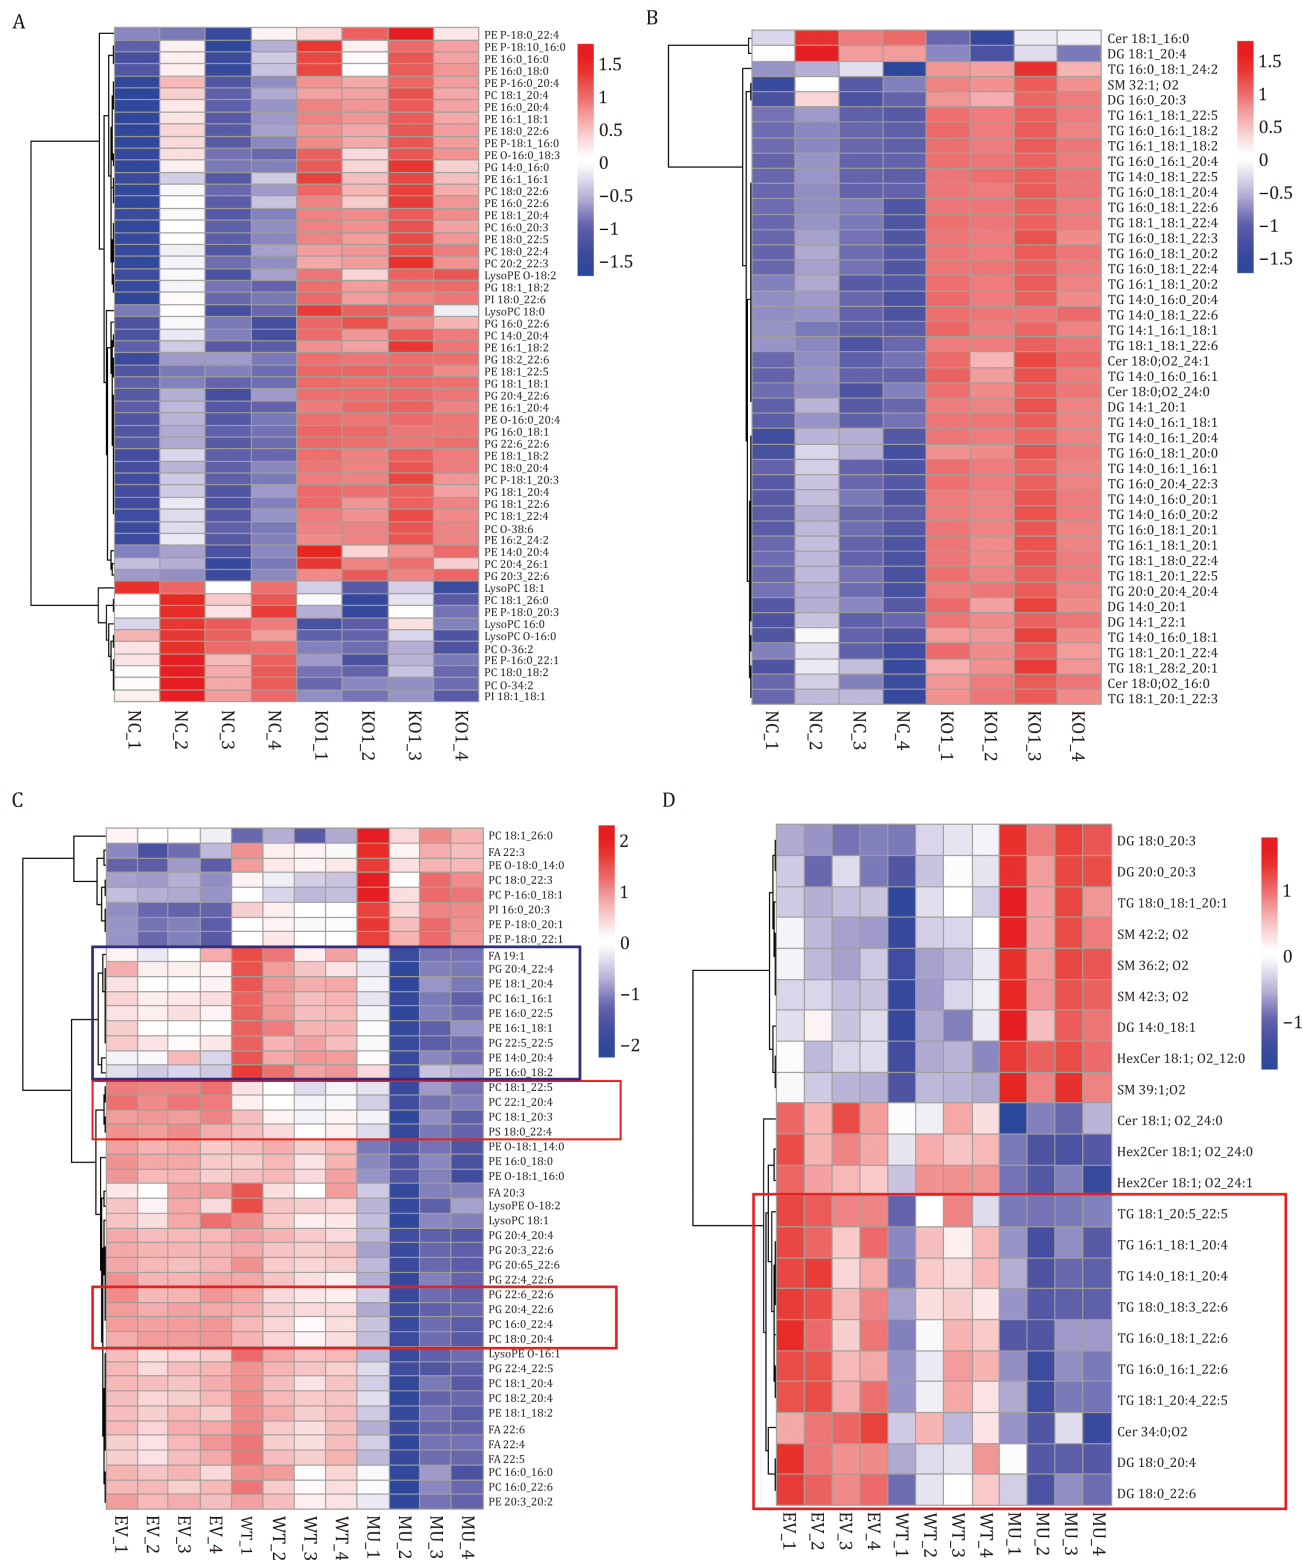 A
PE P-18:0_22:4
PE P-18:10_16:0
PE 16:0_16:0
PE 16:0_18:0
PE P-16:0_20:4
PC 18:1_20:4
PE 16:0_20:4
PE 16:1_18:1
PE 18:0_22:6
PE P-18:1_16:0
PE O-16:0_18:3
PG 14:0_16:0
PE 16:1_16:1
PC 18:0_22:6
PE 16:0_22:6
PE 18:1_20:4
PC 16:0_20:3
PE 18:0_22:5
PC 18:0_22:4
PC 20:2_22:3
LysoPE O-18:2
PG 18:1_18:2
PI 18:0_22:6
LysoPC 18:0
PG 16:0_22:6
PC 14:0_20:4
PE 16:1_18:2
PG 18:2_22:6
PE 18:1_22:5
PG 18:1_18:1
PG 20:4_22:6
PE 16:1_20:4
PE O-16:0_20:4
PG 16:0_18:1
PG 22:6_22:6
PE 18:1_18:2
PC 18:0_20:4
PC P-18:1_20:3
PG 18:1_20:4
PG 18:1_22:6
PC 18:1_22:4
PC O-38:6
PE 16:2_24:2
PE 14:0_20:4
PC 20:4_26:1
PG 20:3_22:6
LysoPC 18:1
PC 18:1_26:0
PE P-18:0_20:3
LysoPC 16:0
LysoPC O-16:0
PC O-36:2
PE P-16:0_22:1
PC 18:0_18:2
PC O-34:2
PI 18:1_18:1
1.5
1
0.5
0
−0.5
−1
−1.5
NC_1
NC_2
NC_3
NC_4
KO1_1
KO1_2
KO1_3
KO1_4
B
Cer 18:1_16:0
DG 18:1_20:4
TG 16:0_18:1_24:2
SM 32:1; O2
DG 16:0_20:3
TG 16:1_18:1_22:5
TG 16:0_16:1_18:2
TG 16:1_18:1_18:2
TG 16:0_16:1_20:4
TG 14:0_18:1_22:5
TG 16:0_18:1_20:4
TG 16:0_18:1_22:6
TG 18:1_18:1_22:4
TG 16:0_18:1_22:3
TG 16:0_18:1_20:2
TG 16:0_18:1_22:4
TG 16:1_18:1_20:2
TG 14:0_16:0_20:4
TG 14:0_18:1_22:6
TG 14:1_16:1_18:1
TG 18:1_18:1_22:6
Cer 18:0;O2_24:1
TG 14:0_16:0_16:1
Cer 18:0;O2_24:0
DG 14:1_20:1
TG 14:0_16:1_18:1
TG 14:0_16:1_20:4
TG 16:0_18:1_20:0
TG 14:0_16:1_16:1
TG 16:0_20:4_22:3
TG 14:0_16:0_20:1
TG 14:0_16:0_20:2
TG 16:0_18:1_20:1
TG 16:1_18:1_20:1
TG 18:1_18:0_22:4
TG 18:1_20:1_22:5
TG 20:0_20:4_20:4
DG 14:0_20:1
DG 14:1_22:1
TG 14:0_16:0_18:1
TG 18:1_20:1_22:4
TG 18:1_28:2_20:1
Cer 18:0;O2_16:0
TG 18:1_20:1_22:3
1.5
1
0.5
0
−0.5
−1
−1.5
NC_1
NC_2
NC_3
NC_4
KO1_1
KO1_2
KO1_3
KO1_4
C
PC 18:1_26:0
FA 22:3
PE O-18:0_14:0
PC 18:0_22:3
PC P-16:0_18:1
PI 16:0_20:3
PE P-18:0_20:1
PE P-18:0_22:1
FA 19:1
PG 20:4_22:4
PE 18:1_20:4
PC 16:1_16:1
PE 16:0_22:5
PE 16:1_18:1
PG 22:5_22:5
PE 14:0_20:4
PE 16:0_18:2
PC 18:1_22:5
PC 22:1_20:4
PC 18:1_20:3
PS 18:0_22:4
PE O-18:1_14:0
PE 16:0_18:0
PE O-18:1_16:0
FA 20:3
LysoPE O-18:2
LysoPC 18:1
PG 20:4_20:4
PG 20:3_22:6
PG 20:65_22:6
PG 22:4_22:6
PG 22:6_22:6
PG 20:4_22:6
PC 16:0_22:4
PC 18:0_20:4
LysoPE O-16:1
PG 22:4_22:5
PC 18:1_20:4
PC 18:2_20:4
PE 18:1_18:2
FA 22:6
FA 22:4
FA 22:5
PC 16:0_16:0
PC 16:0_22:6
PE 20:3_20:2
2
1
0
−1
−2
EV_1
EV_2
EV_3
EV_4
WT_1
WT_2
WT_3
WT_4
MU_1
MU_2
MU_3
MU_4
D
DG 18:0_20:3
DG 20:0_20:3
TG 18:0_18:1_20:1
SM 42:2; O2
SM 36:2; O2
SM 42:3; O2
DG 14:0_18:1
HexCer 18:1; O2_12:0
SM 39:1;O2
Cer 18:1; O2_24:0
Hex2Cer 18:1; O2_24:0
Hex2Cer 18:1; O2_24:1
TG 18:1_20:5_22:5
TG 16:1_18:1_20:4
TG 14:0_18:1_20:4
TG 18:0_18:3_22:6
TG 16:0_18:1_22:6
TG 16:0_16:1_22:6
TG 18:1_20:4_22:5
Cer 34:0;O2
DG 18:0_20:4
DG 18:0_22:6
1
0
−1
EV_1
EV_2
EV_3
EV_4
WT_1
WT_2
WT_3
WT_4
MU_1
MU_2
MU_3
MU_4